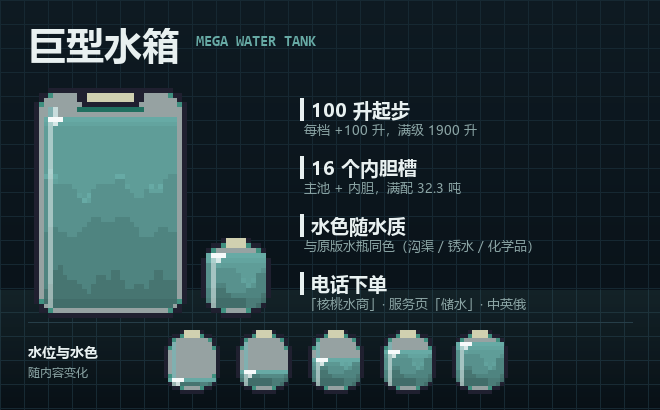 巨型水箱 MEGA WATER TANK
100 升起步
每档 +100 升，满级 1900 升
16 个内胆槽
主池 + 内胆，满配 32.3 吨
水色随水质
与原版水瓶同色（沟渠 / 锈水 / 化学品）
电话下单
「核桃水商」· 服务页「储水」· 中英俄
水位与水色
随内容变化